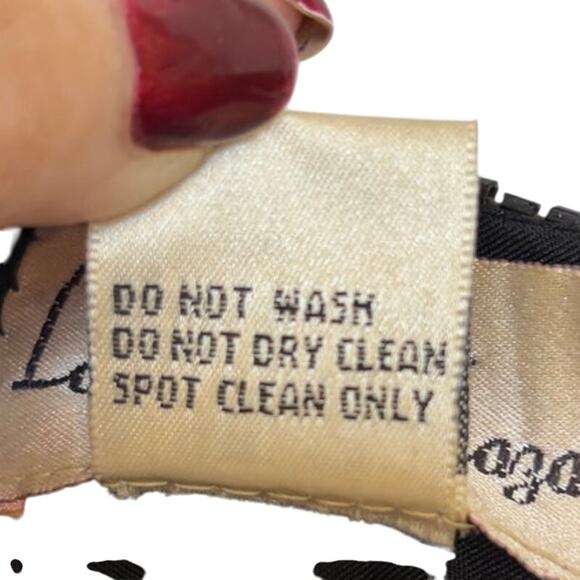 DO NOT WASH
DO NOT DRY CLEAN
SPOT CLEAN ONLY